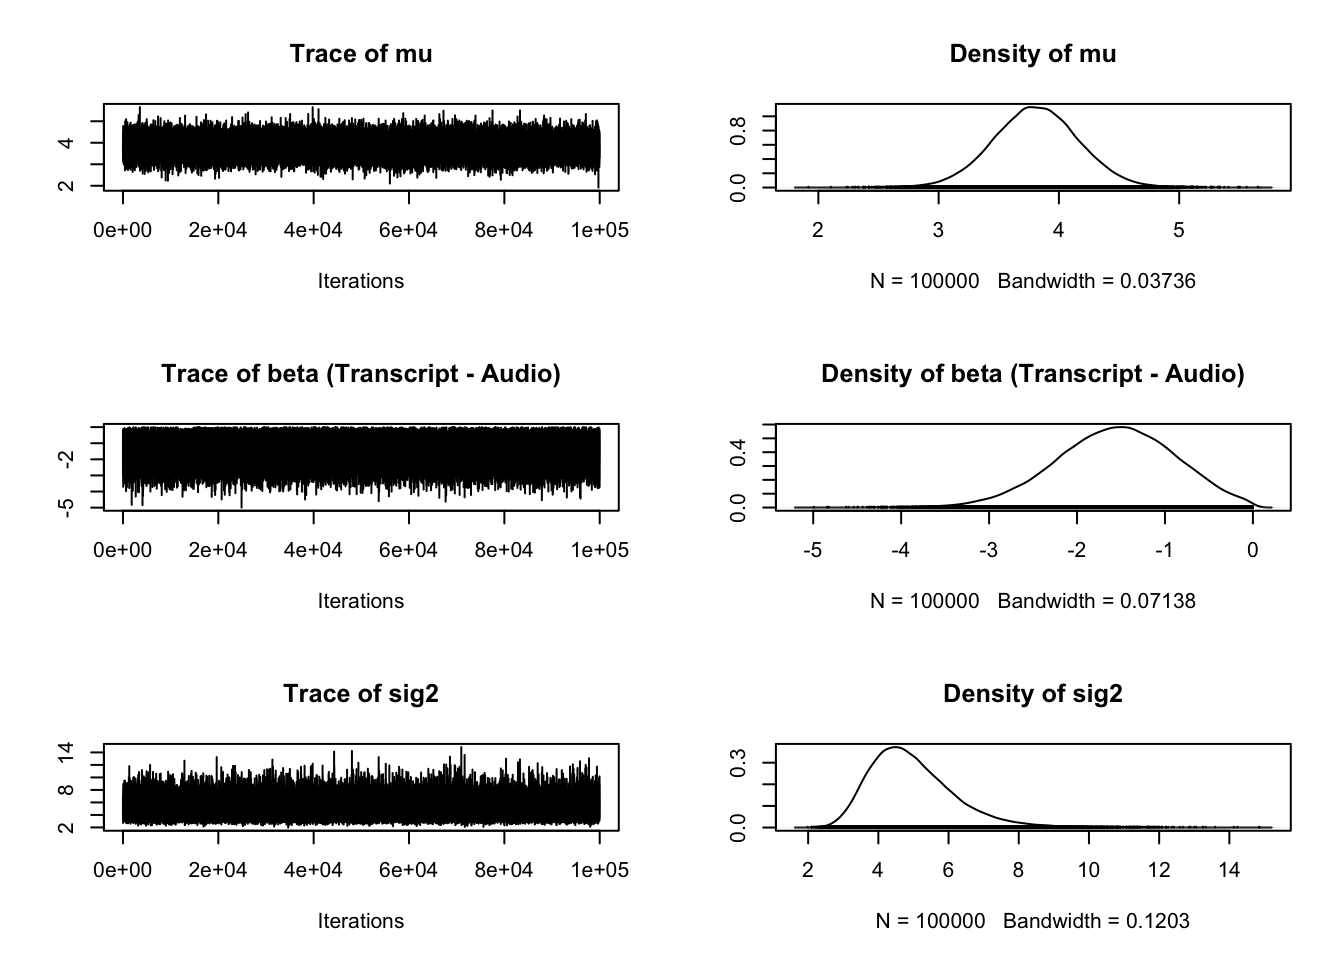 Trace of mu
4
2
0e+00 2e+04 4e+04 6e+04 8e+04 1e+05
Iterations
Density of mu
0.8
0.0
2 3 4 5
N = 100000 Bandwidth = 0.03736
Trace of beta (Transcript - Audio)
-2
-5
0e+00 2e+04 4e+04 6e+04 8e+04 1e+05
Iterations
Density of beta (Transcript - Audio)
0.4
0.0
-5 -4 -3 -2 -1 0
N = 100000 Bandwidth = 0.07138
Trace of sig2
14
8
2
0e+00 2e+04 4e+04 6e+04 8e+04 1e+05
Iterations
Density of sig2
0.3
0.0
2 4 6 8 10 12 14
N = 100000 Bandwidth = 0.1203